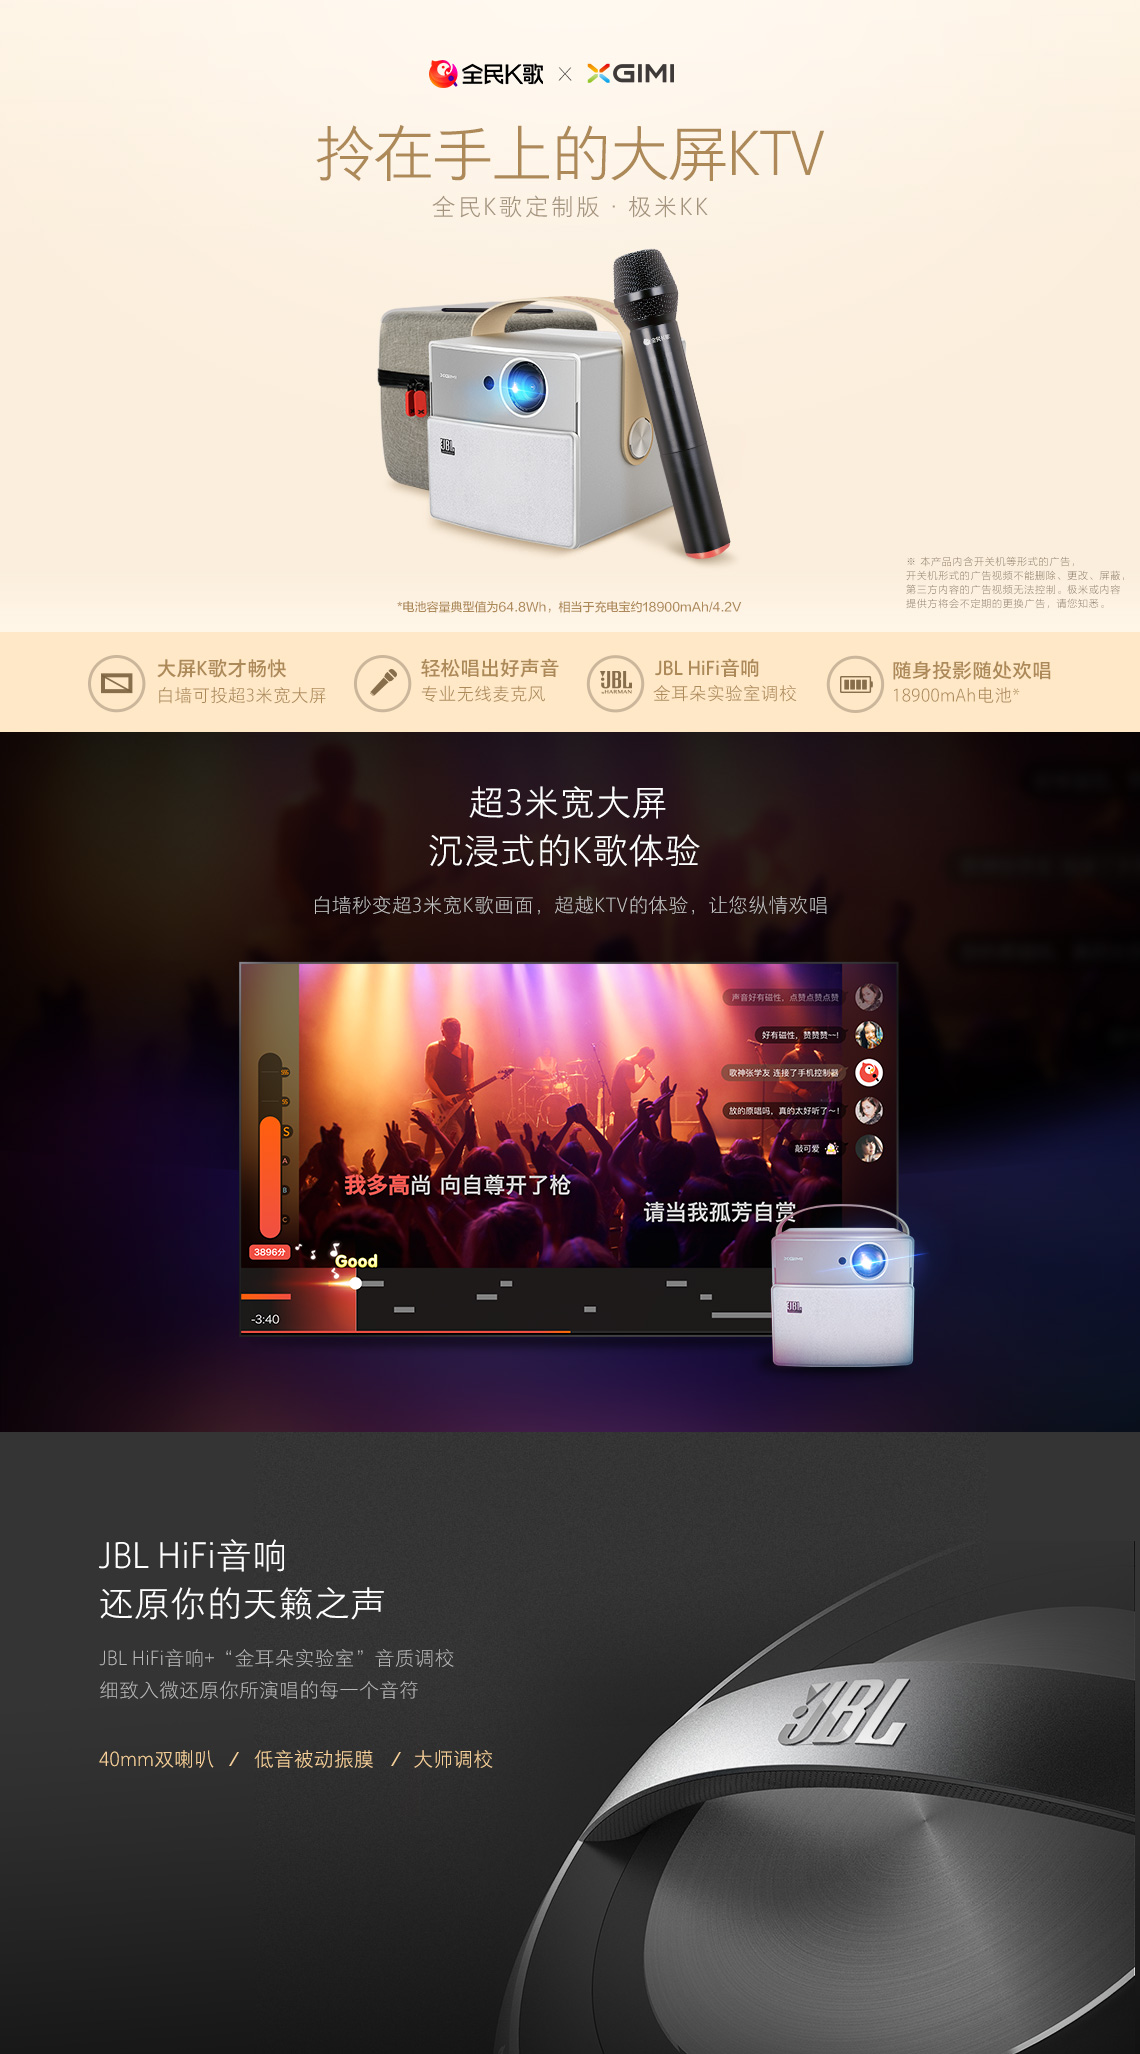 全民K歌 × XGIMI
拎在手上的大屏KTV
全民K歌定制版 · 极米KK
XGIMI
JBL
全民K歌
※ 本产品内含开关机等形式的广告，
开关机形式的广告视频不能删除、更改、屏蔽，
第三方内容的广告视频无法控制。极米或内容
提供方将会不定期的更换广告，请您知悉。
*电池容量典型值为64.8Wh，相当于充电宝约18900mAh/4.2V
大屏K歌才畅快
白墙可投超3米宽大屏
轻松唱出好声音
专业无线麦克风
JBL
by HARMAN
JBL HiFi音响
金耳朵实验室调校
随身投影随处欢唱
18900mAh电池*
超3米宽大屏
沉浸式的K歌体验
白墙秒变超3米宽K歌画面，超越KTV的体验，让您纵情欢唱
声音好有磁性，点赞点赞点赞
好有磁性，赞赞赞~~!
歌神张学友 连接了手机控制器
放的原唱吗，真的太好听了~!
敲可爱
SSS
SS
S
A
B
C
我多高尚 向自尊开了枪
请当我孤芳自赏
3896分
Good
-3:40
XGIMI
JBL
JBL HiFi音响
还原你的天籁之声
JBL HiFi音响+“金耳朵实验室”音质调校
细致入微还原你所演唱的每一个音符
40mm双喇叭 / 低音被动振膜 / 大师调校
JBL